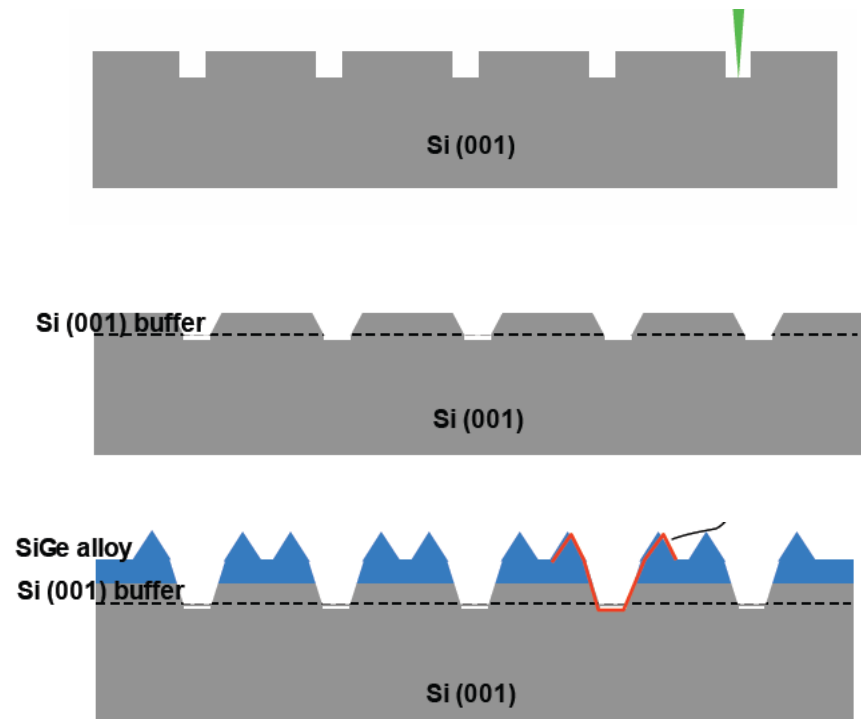 Si (001)
Si (001) buffer
Si (001)
SiGe alloy
Si (001) buffer
Si (001)